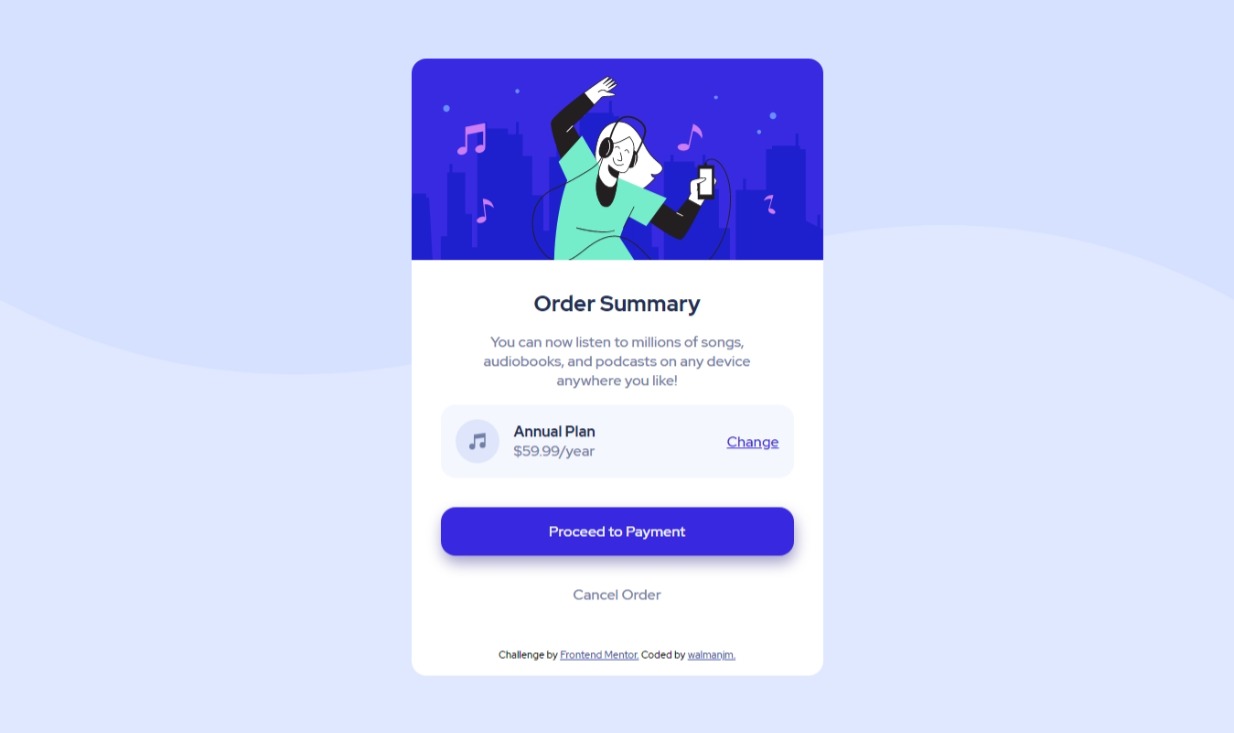 Order Summary
You can now listen to millions of songs,
audiobooks, and podcasts on any device
anywhere you like!
Annual Plan
$59.99/year
Change
Proceed to Payment
Cancel Order
Challenge by Frontend Mentor. Coded by walmanjm.